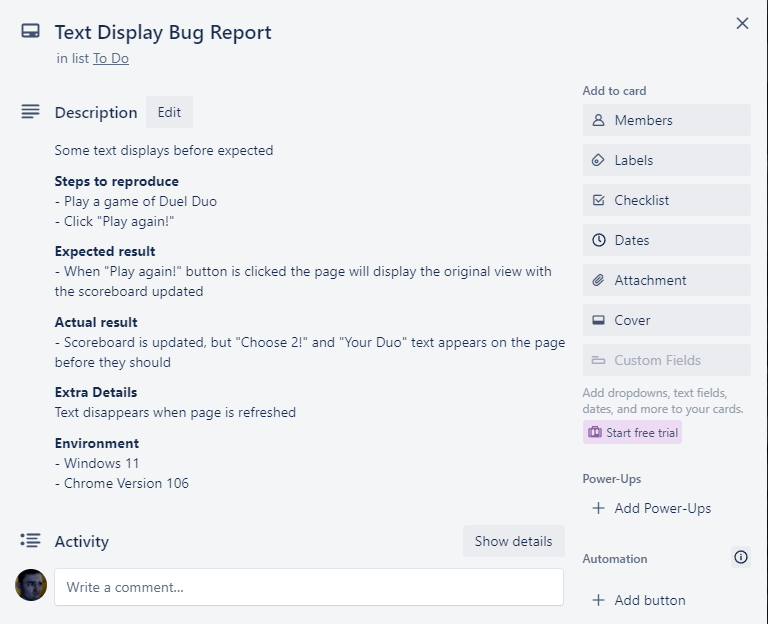 Text Display Bug Report
in list To Do
Description
Edit
Some text displays before expected
Steps to reproduce
- Play a game of Duel Duo
- Click "Play again!"
Expected result
- When "Play again!" button is clicked the page will display the original view with
the scoreboard updated
Actual result
- Scoreboard is updated, but "Choose 2!" and "Your Duo" text appears on the page
before they should
Extra Details
Text disappears when page is refreshed
Environment
- Windows 11
- Chrome Version 106
Activity
Show details
Write a comment...
Add to card
Members
Labels
Checklist
Dates
Attachment
Cover
Custom Fields
Add dropdowns, text fields,
dates, and more to your cards.
Start free trial
Power-Ups
Add Power-Ups
Automation
Add button